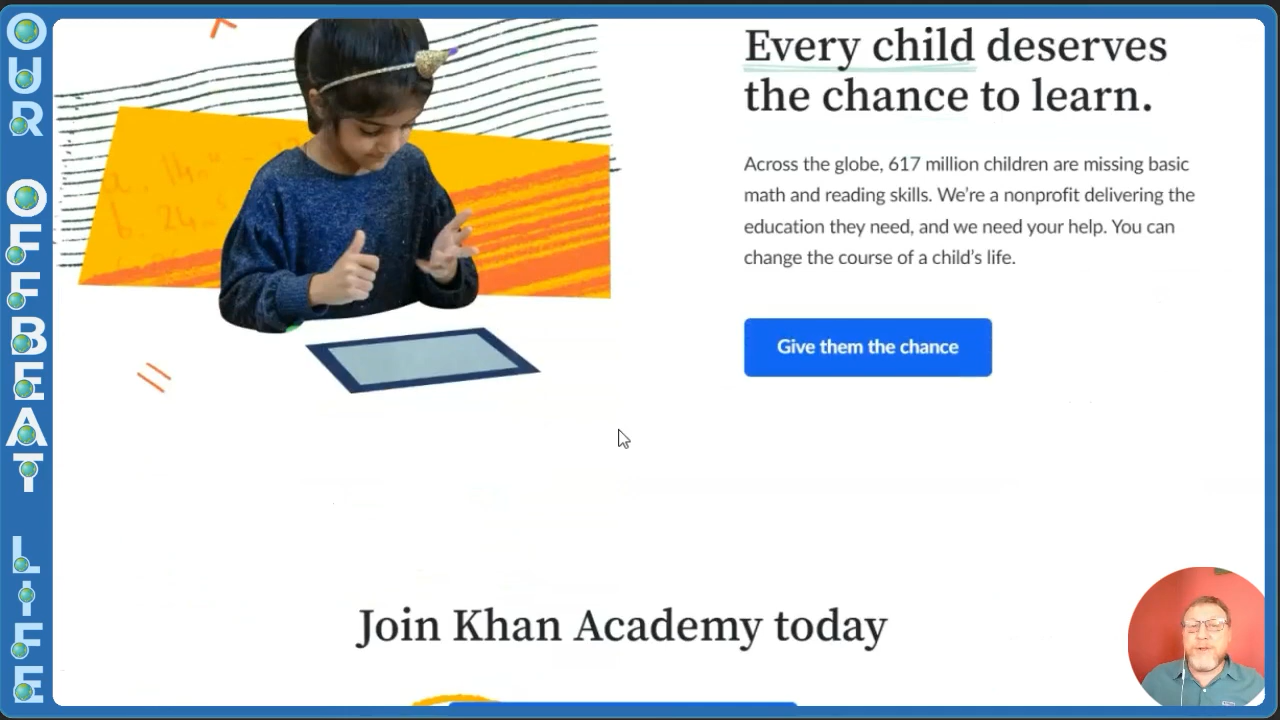 OUR OFFBEAT LIFE
Every child deserves
the chance to learn.
Across the globe, 617 million children are missing basic
math and reading skills. We're a nonprofit delivering the
education they need, and we need your help. You can
change the course of a child's life.
Give them the chance
Join Khan Academy today